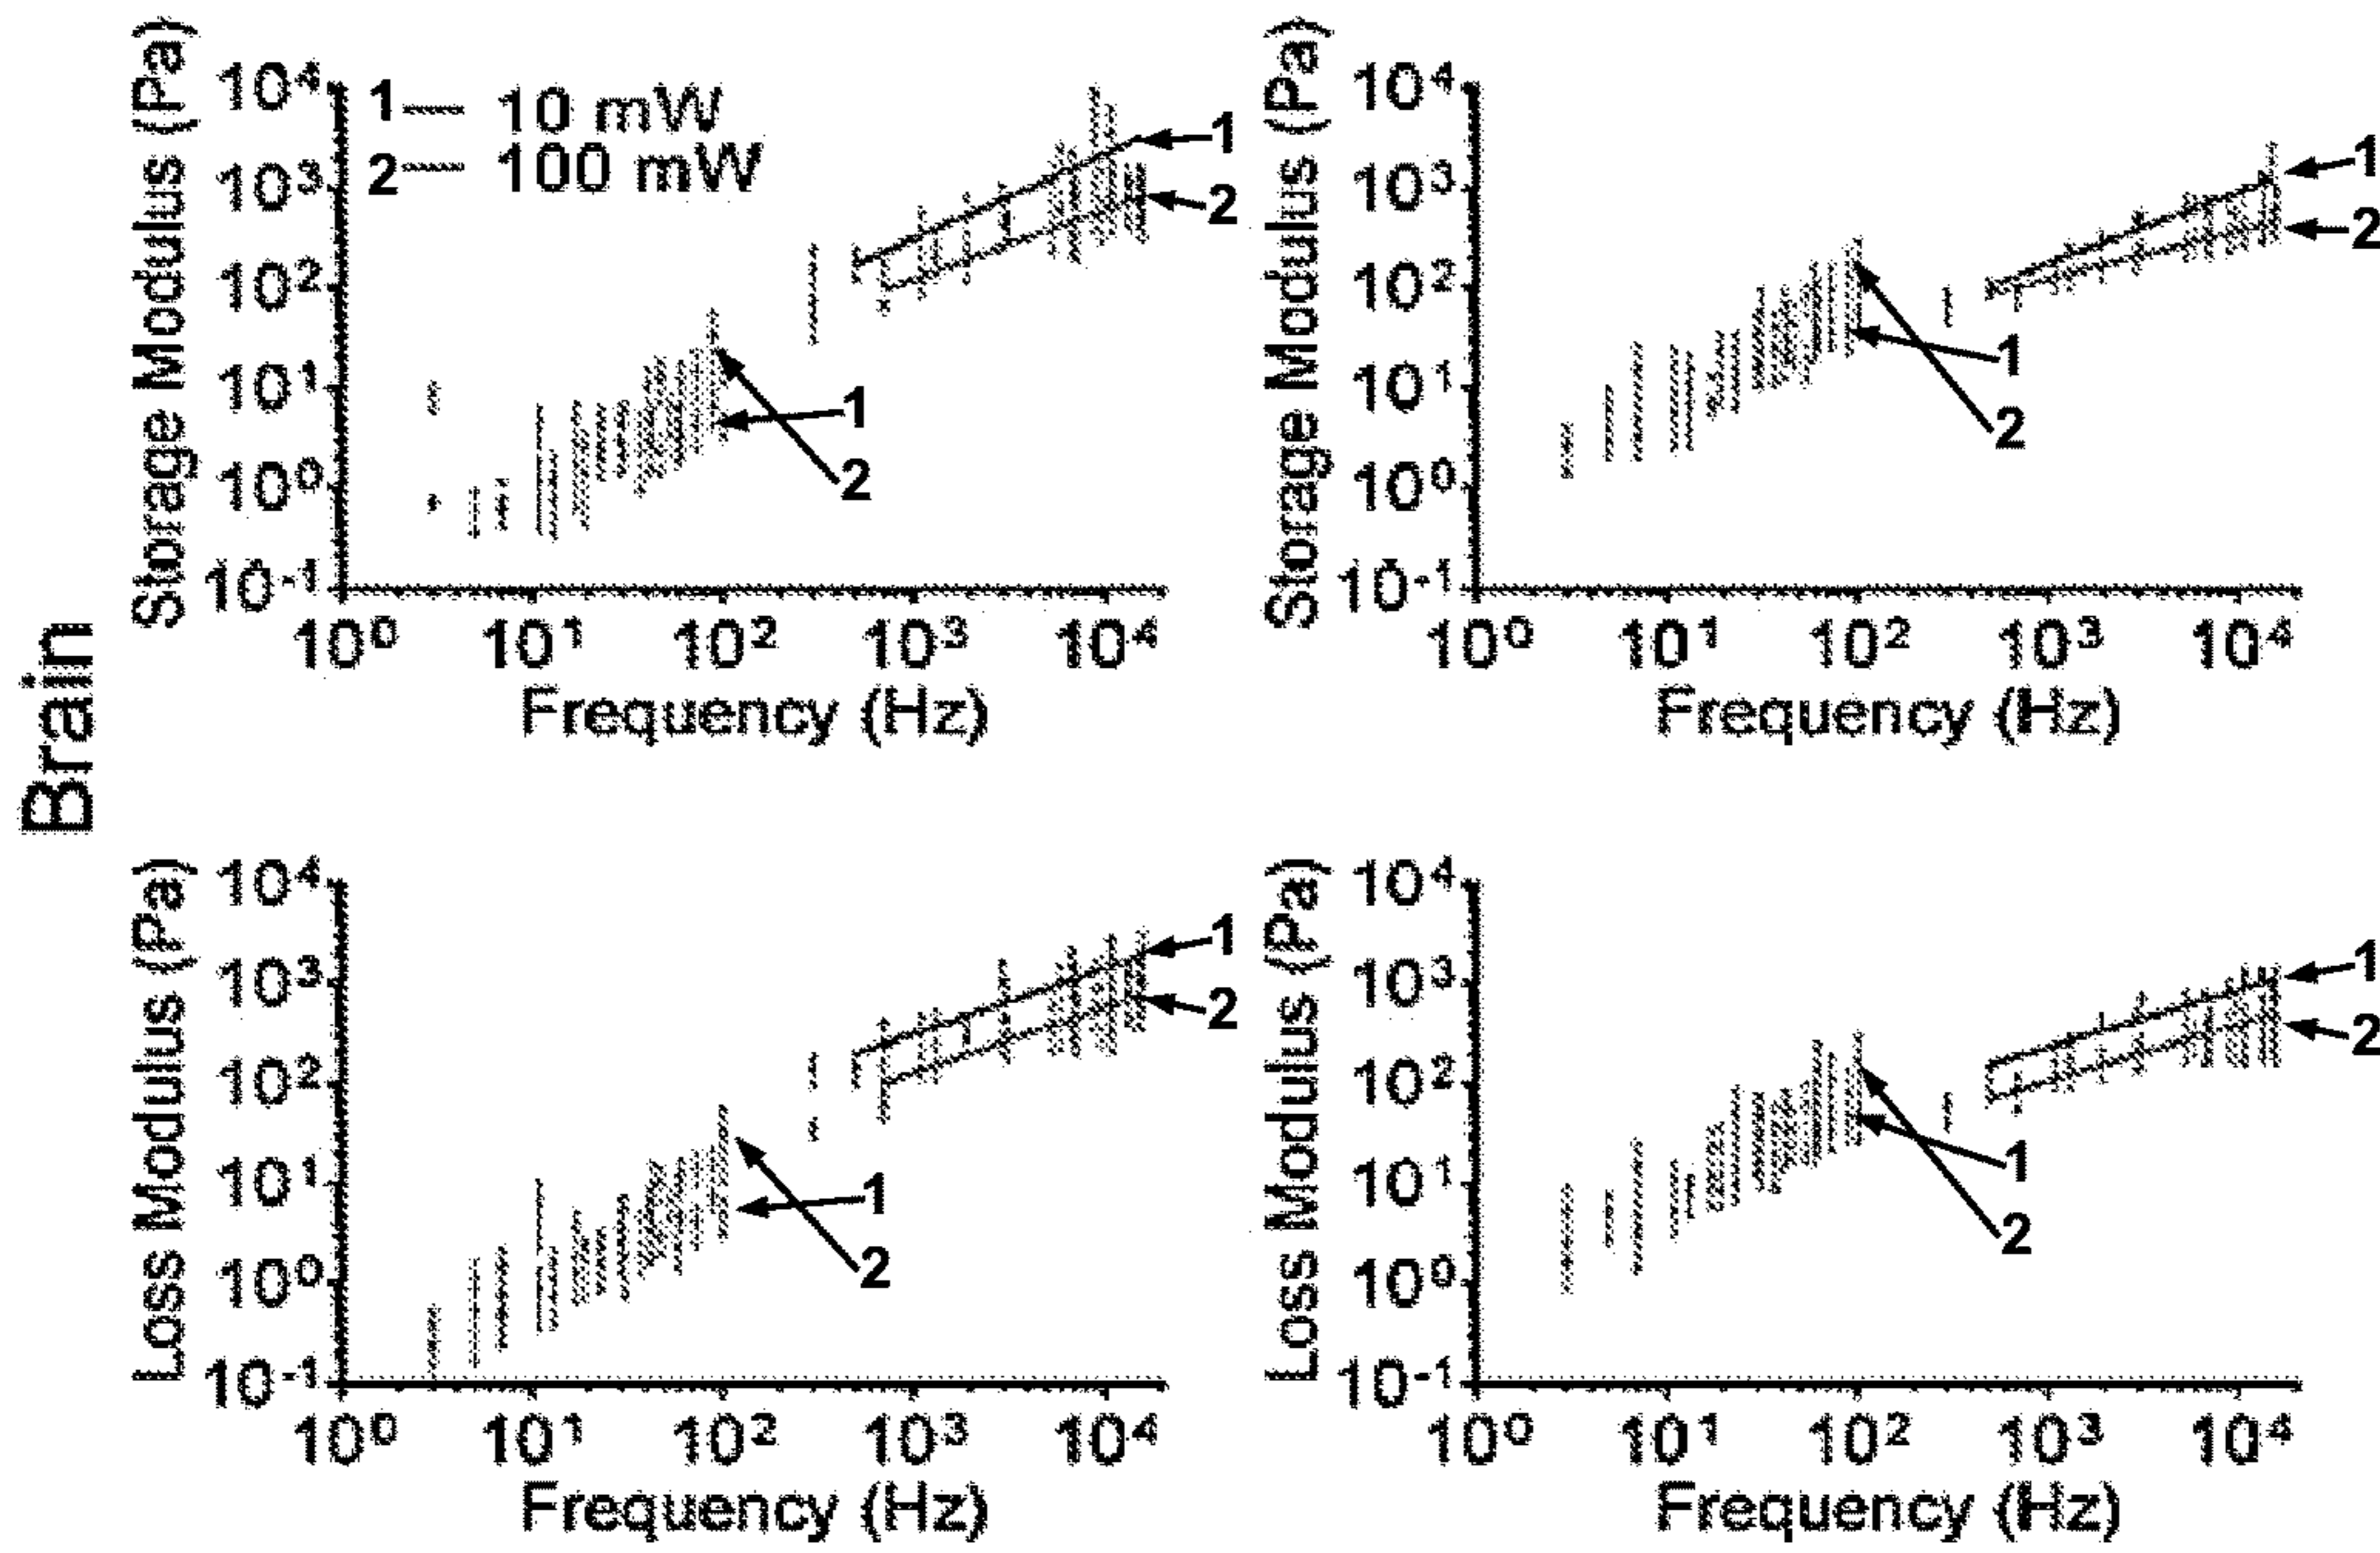 Brain
Storage Modulus (Pa)
10⁴
10³
10²
10¹
10⁰
10⁻¹
1 10 mW
2 100 mW
1
2
1
2
10⁰ 10¹ 10² 10³ 10⁴
Frequency (Hz)
Storage Modulus (Pa)
10⁴
10³
10²
10¹
10⁰
10⁻¹
1
2
1
2
10⁰ 10¹ 10² 10³ 10⁴
Frequency (Hz)
Loss Modulus (Pa)
10⁴
10³
10²
10¹
10⁰
10⁻¹
1
2
1
2
10⁰ 10¹ 10² 10³ 10⁴
Frequency (Hz)
Loss Modulus (Pa)
10⁴
10³
10²
10¹
10⁰
10⁻¹
1
2
1
2
10⁰ 10¹ 10² 10³ 10⁴
Frequency (Hz)